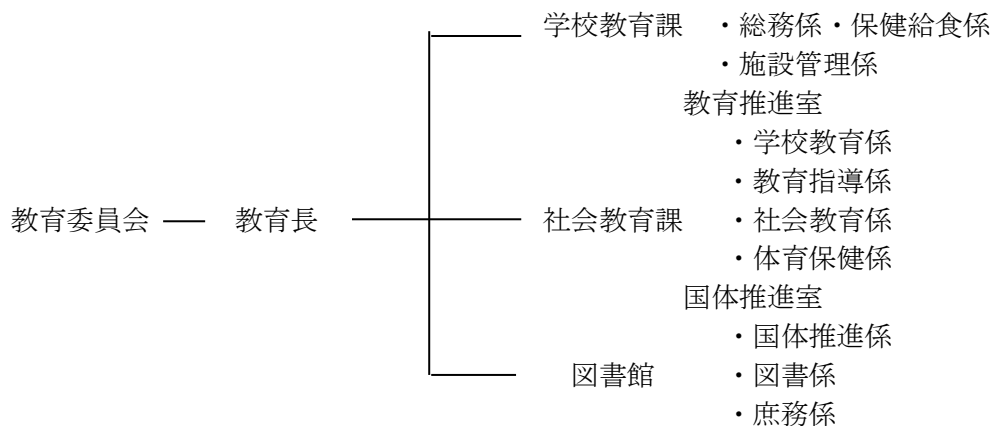 学校教育課 ・総務係・保健給食係
・施設管理係
教育推進室
・学校教育係
・教育指導係
教育委員会 教育長 社会教育課 ・社会教育係
・体育保健係
国体推進室
・国体推進係
図書館 ・図書係
・庶務係